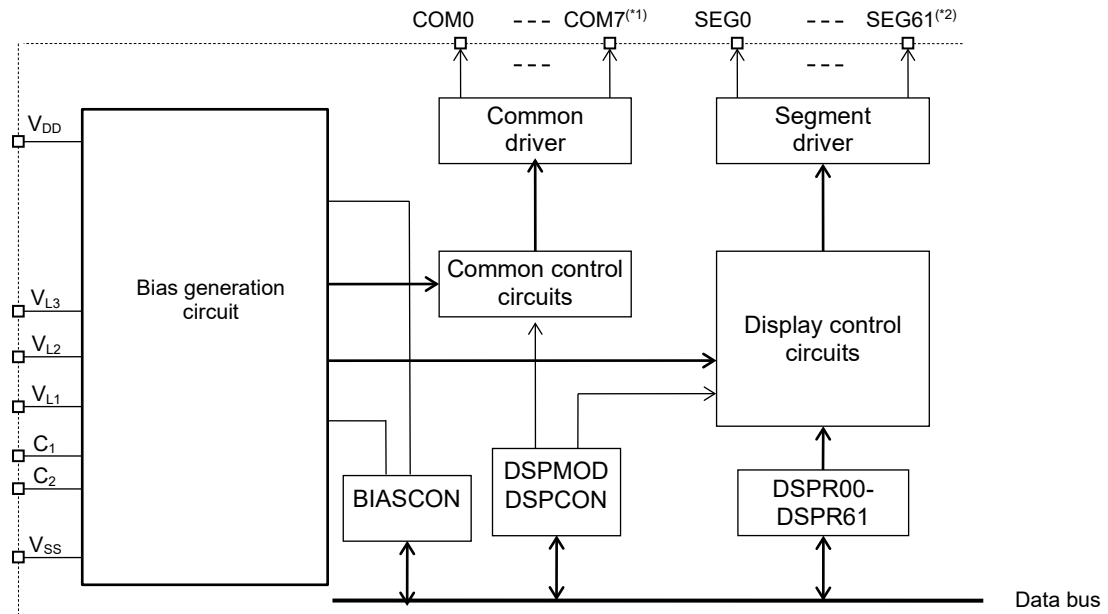 COM0 --- COM7(*1) SEG0 --- SEG61(*2)
--- ---
Common
driver
Segment
driver
VDD
Bias generation
circuit
Common control
circuits
Display control
circuits
VL3
VL2
VL1
C1
C2
VSS
BIASCON
DSPMOD
DSPCON
DSPR00-
DSPR61
Data bus